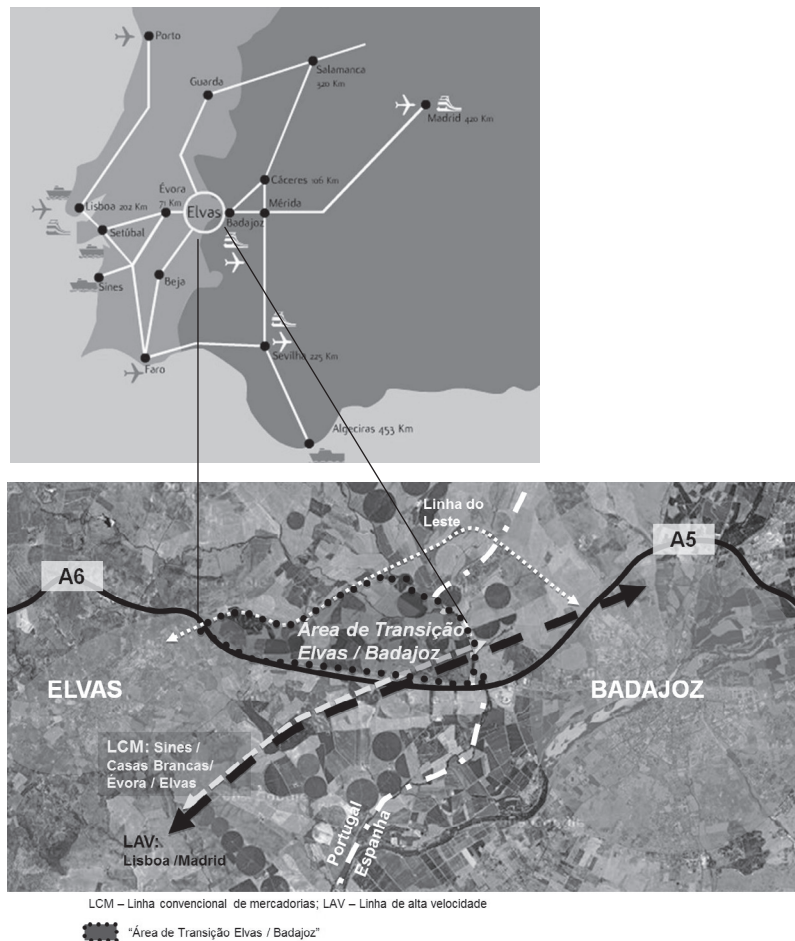 Porto
Guarda
Salamanca
320 Km
Madrid 420 Km
Cáceres 106 Km
Évora
71 Km
Elvas
Mérida
Badajoz
Lisboa 202 Km
Setúbal
Sines
Beja
Faro
Sevilha 225 Km
Algeciras 453 Km
Linha do
Leste
A5
A6
Área de Transição
Elvas / Badajoz
ELVAS
BADAJOZ
LCM: Sines /
Casas Brancas/
Évora / Elvas
LAV:
Lisboa /Madrid
Portugal
Espanha
LCM – Linha convencional de mercadorias; LAV – Linha de alta velocidade
“Área de Transição Elvas / Badajoz”